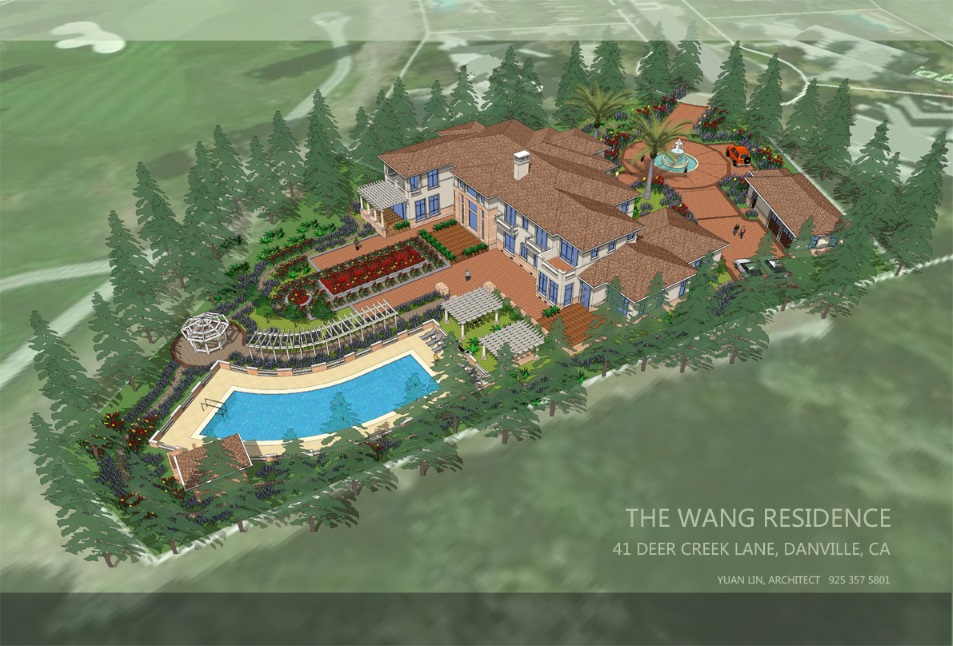 THE WANG RESIDENCE
41 DEER CREEK LANE, DANVILLE, CA
YUAN LIN, ARCHITECT 925 357 5801